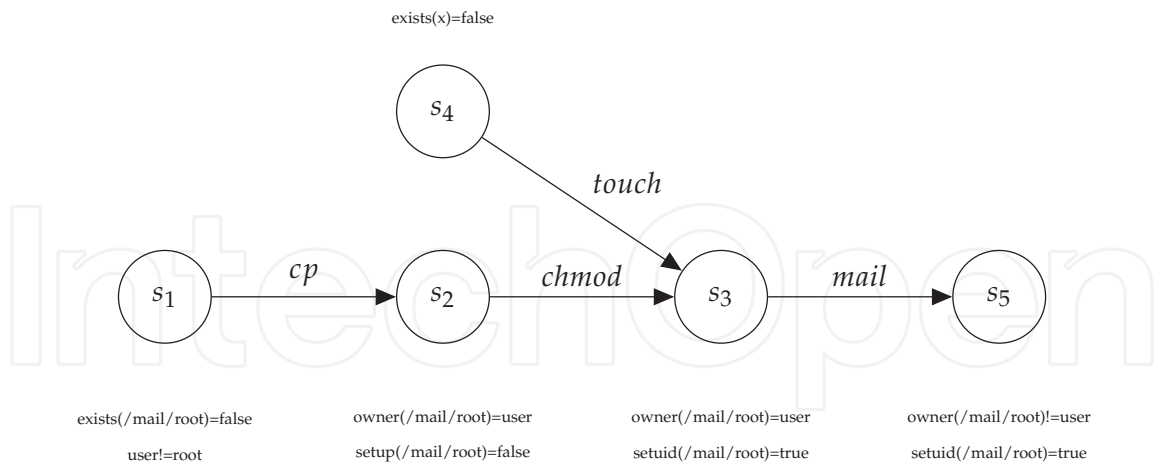 exists(x)=false
s4
touch
s1
cp
s2
chmod
s3
mail
s5
IntechOpen
exists(/mail/root)=false
owner(/mail/root)=user
owner(/mail/root)=user
owner(/mail/root)!=user
user!=root
setup(/mail/root)=false
setuid(/mail/root)=true
setuid(/mail/root)=true